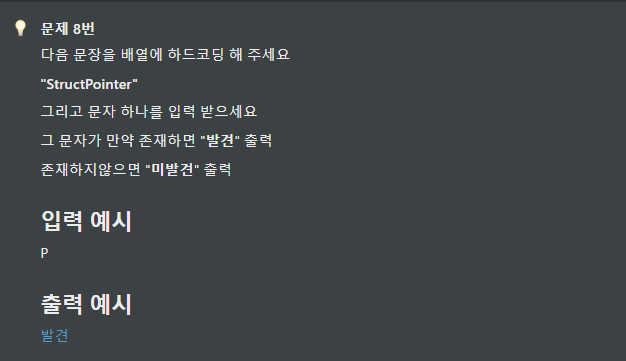 문제 8번
다음 문장을 배열에 하드코딩 해 주세요
"StructPointer"
그리고 문자 하나를 입력 받으세요
그 문자가 만약 존재하면 "발견" 출력
존재하지않으면 "미발견" 출력
입력 예시
P
출력 예시
발견